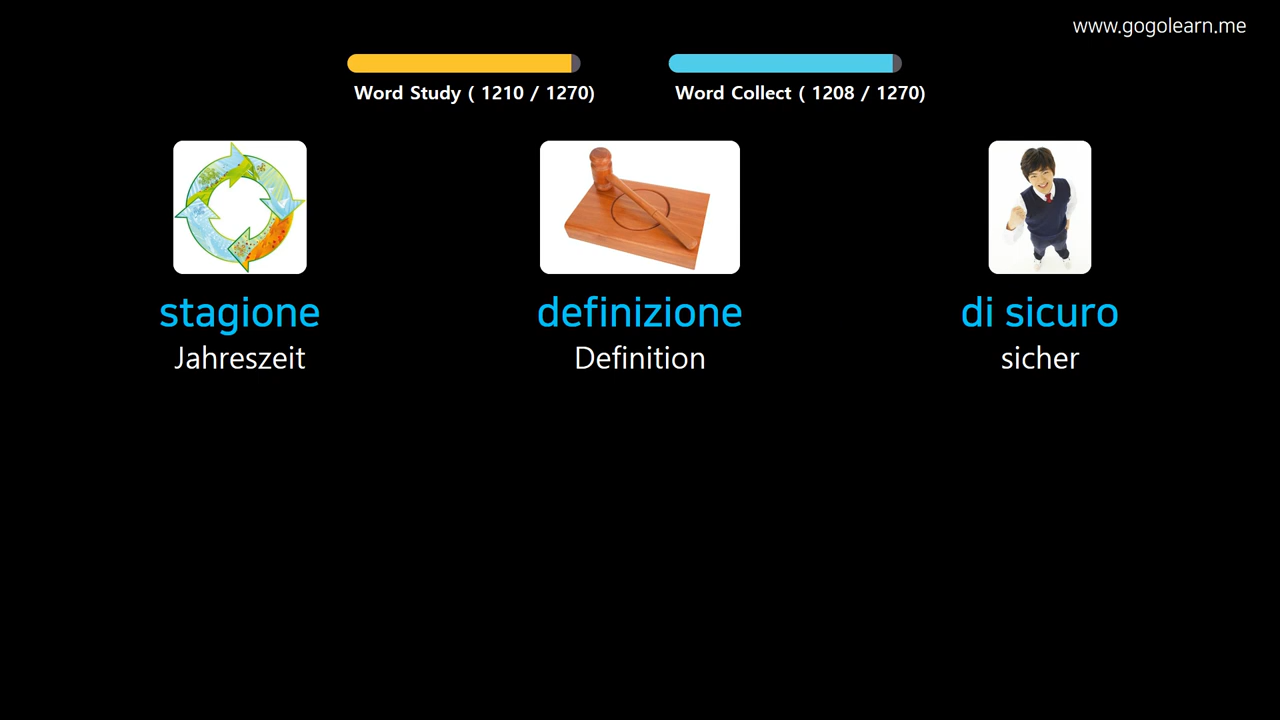 www.gogolearn.me
Word Study ( 1210 / 1270)
Word Collect ( 1208 / 1270)
stagione
Jahreszeit
definizione
Definition
di sicuro
sicher